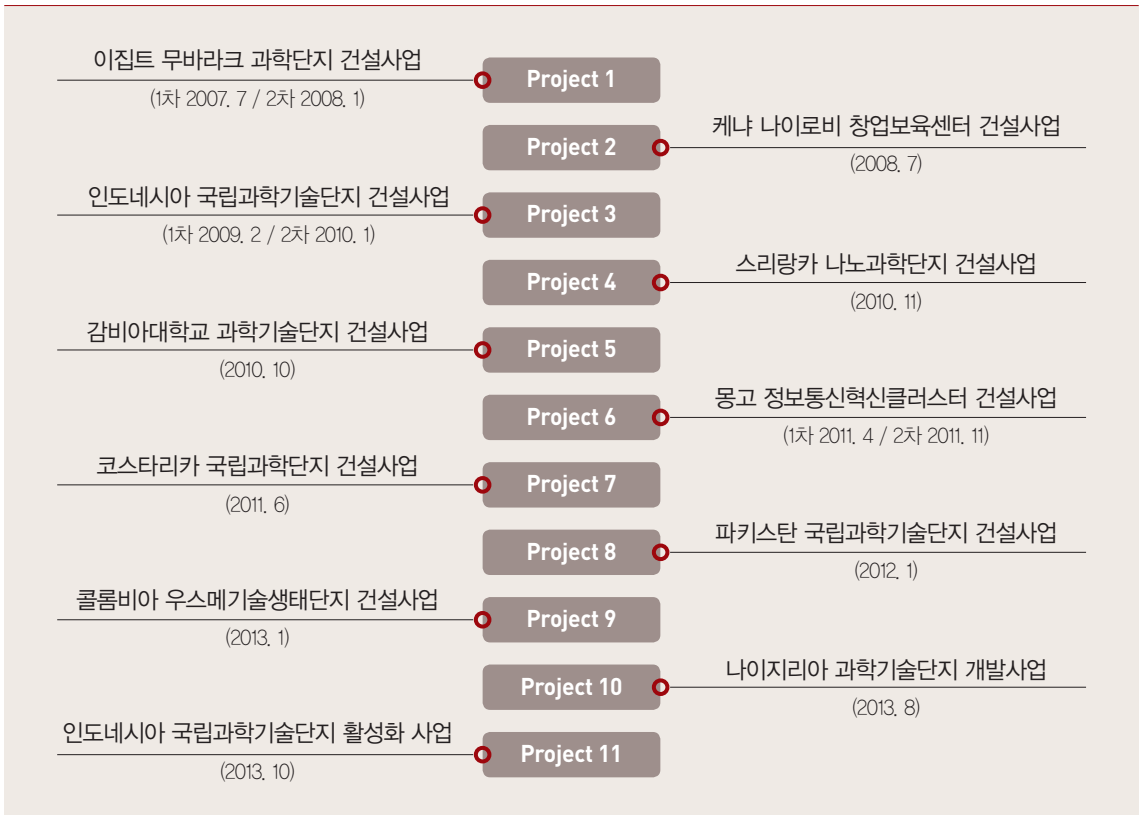 이집트 무바라크 과학단지 건설사업
(1차 2007. 7 / 2차 2008. 1)
Project 1
Project 2
케냐 나이로비 창업보육센터 건설사업
(2008. 7)
인도네시아 국립과학기술단지 건설사업
(1차 2009. 2 / 2차 2010. 1)
Project 3
Project 4
스리랑카 나노과학단지 건설사업
(2010. 11)
감비아대학교 과학기술단지 건설사업
(2010. 10)
Project 5
Project 6
몽고 정보통신혁신클러스터 건설사업
(1차 2011. 4 / 2차 2011. 11)
코스타리카 국립과학단지 건설사업
(2011. 6)
Project 7
Project 8
파키스탄 국립과학기술단지 건설사업
(2012. 1)
콜롬비아 우스메기술생태단지 건설사업
(2013. 1)
Project 9
Project 10
나이지리아 과학기술단지 개발사업
(2013. 8)
인도네시아 국립과학기술단지 활성화 사업
(2013. 10)
Project 11